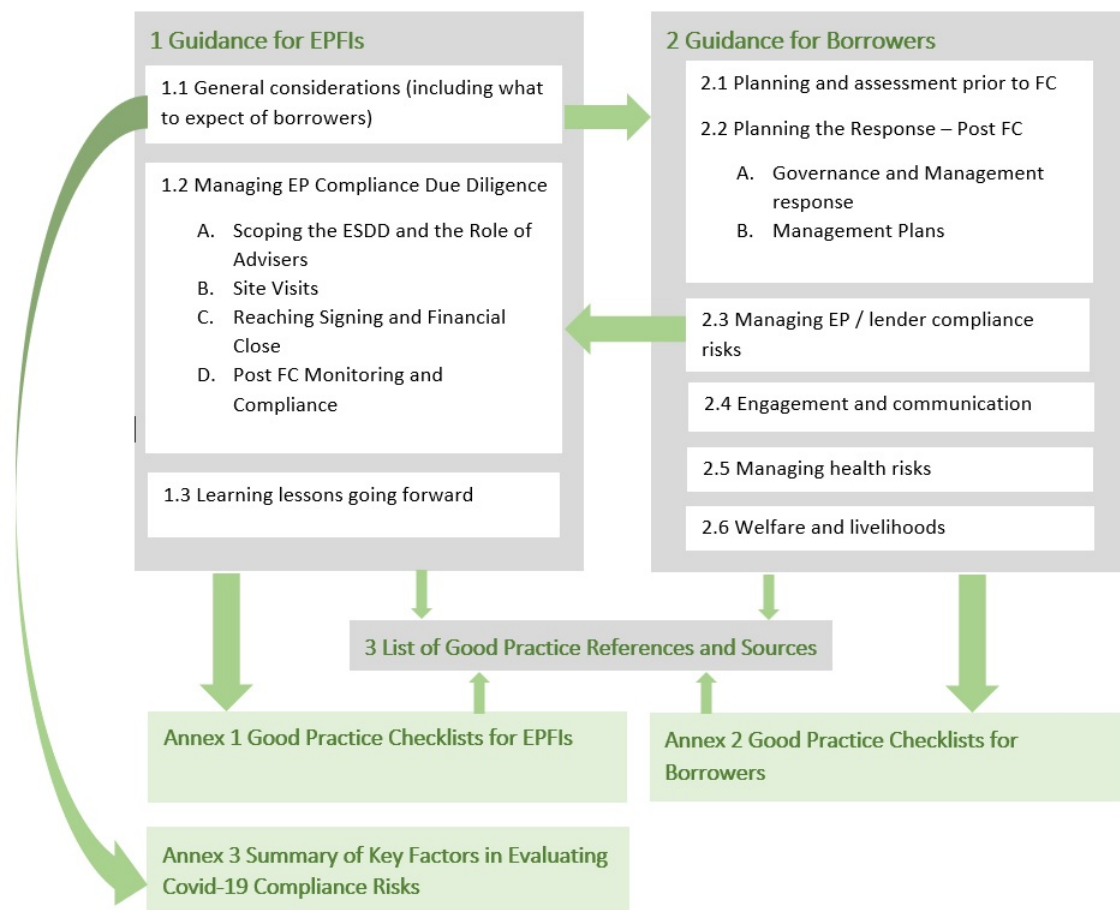 1 Guidance for EPFIs
1.1 General considerations (including what
to expect of borrowers)
1.2 Managing EP Compliance Due Diligence
A. Scoping the ESDD and the Role of
Advisers
B. Site Visits
C. Reaching Signing and Financial
Close
D. Post FC Monitoring and
Compliance
1.3 Learning lessons going forward
2 Guidance for Borrowers
2.1 Planning and assessment prior to FC
2.2 Planning the Response – Post FC
A. Governance and Management
response
B. Management Plans
2.3 Managing EP / lender compliance
risks
2.4 Engagement and communication
2.5 Managing health risks
2.6 Welfare and livelihoods
3 List of Good Practice References and Sources
Annex 1 Good Practice Checklists for EPFIs
Annex 2 Good Practice Checklists for
Borrowers
Annex 3 Summary of Key Factors in Evaluating
Covid-19 Compliance Risks